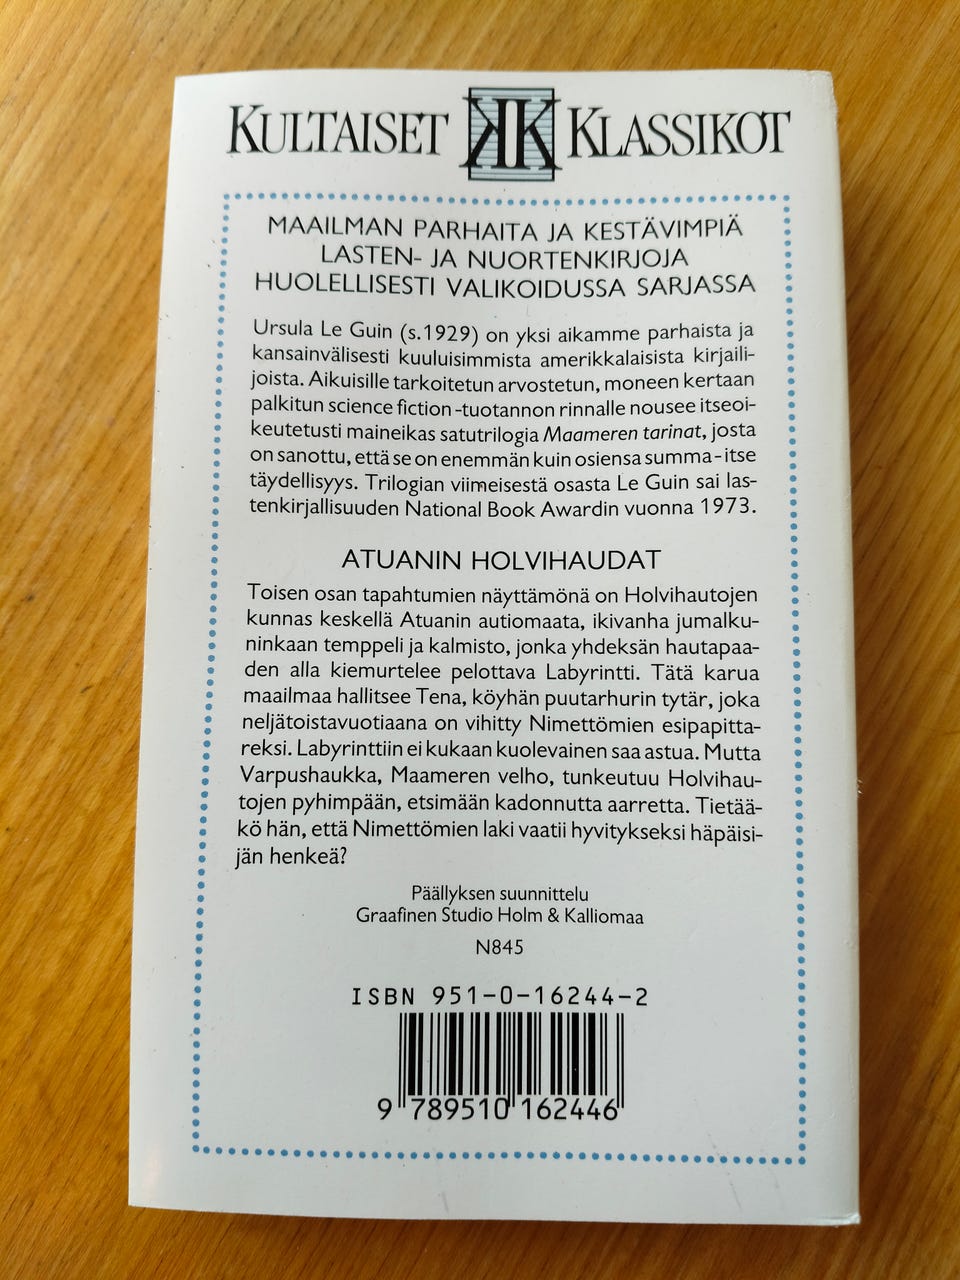 KULTAISET KK KLASSIKOT
MAAILMAN PARHAITA JA KESTÄVIMPIÄ
LASTEN- JA NUORTENKIRJOJA
HUOLELLISESTI VALIKOIDUSSA SARJASSA
Ursula Le Guin (s.1929) on yksi aikamme parhaista ja
kansainvälisesti kuuluisimmista amerikkalaisista kirjaili-
joista. Aikuisille tarkoitetun arvostetun, moneen kertaan
palkitun science fiction -tuotannon rinnalle nousee itseoi-
keutetusti maineikas satutrilogia Maameren tarinat, josta
on sanottu, että se on enemmän kuin osiensa summa - itse
täydellisyys. Trilogian viimeisestä osasta Le Guin sai las-
tenkirjallisuuden National Book Awardin vuonna 1973.
ATUANIN HOLVIHAUDAT
Toisen osan tapahtumien näyttämönä on Holvihautojen
kunnas keskellä Atuanin autiomaata, ikivanha jumalku-
ninkaan temppeli ja kalmisto, jonka yhdeksän hautapaa-
den alla kiemurtelee pelottava Labyrintti. Tätä karua
maailmaa hallitsee Tena, köyhän puutarhurin tytär, joka
neljätoistavuotiaana on vihitty Nimettömien esipapitta-
reksi. Labyrinttiin ei kukaan kuolevainen saa astua. Mutta
Varpushaukka, Maameren velho, tunkeutuu Holvihau-
tojen pyhimpään, etsimään kadonnutta aarretta. Tietää-
kö hän, että Nimettömien laki vaatii hyvitykseksi häpäisi-
jän henkeä?
Päällyksen suunnittelu
Graafinen Studio Holm & Kalliomaa
N845
ISBN 951-0-16244-2
9 789510 162446